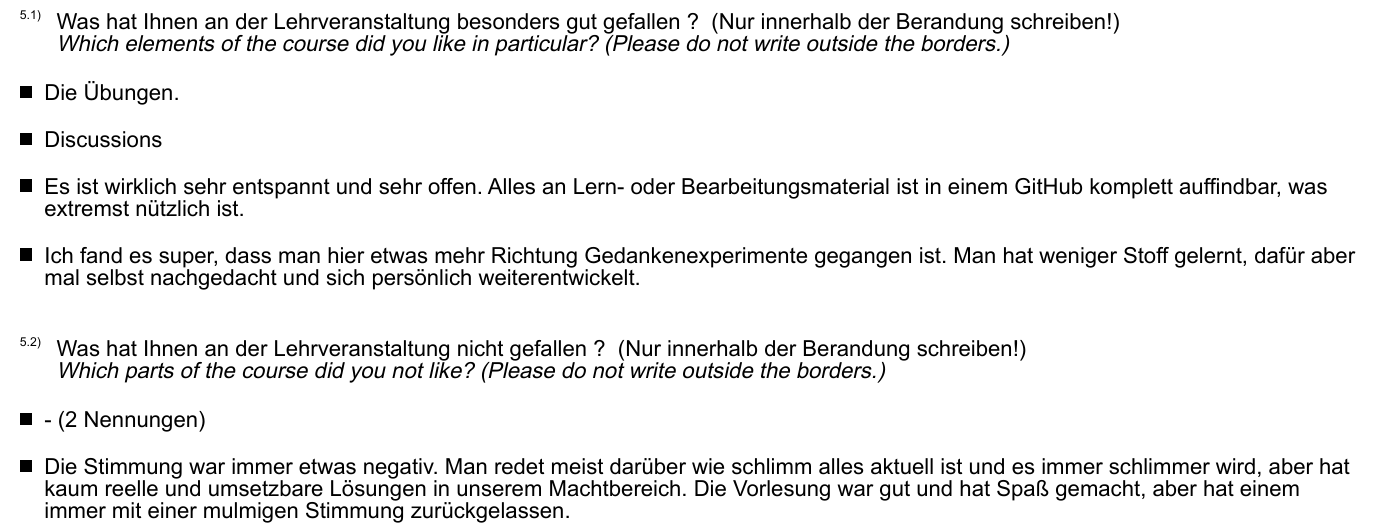 5.1) Was hat Ihnen an der Lehrveranstaltung besonders gut gefallen ? (Nur innerhalb der Berandung schreiben!)
Which elements of the course did you like in particular? (Please do not write outside the borders.)
■ Die Übungen.
■ Discussions
■ Es ist wirklich sehr entspannt und sehr offen. Alles an Lern- oder Bearbeitungsmaterial ist in einem GitHub komplett auffindbar, was
extremst nützlich ist.
■ Ich fand es super, dass man hier etwas mehr Richtung Gedankenexperimente gegangen ist. Man hat weniger Stoff gelernt, dafür aber
mal selbst nachgedacht und sich persönlich weiterentwickelt.
5.2) Was hat Ihnen an der Lehrveranstaltung nicht gefallen ? (Nur innerhalb der Berandung schreiben!)
Which parts of the course did you not like? (Please do not write outside the borders.)
■ - (2 Nennungen)
■ Die Stimmung war immer etwas negativ. Man redet meist darüber wie schlimm alles aktuell ist und es immer schlimmer wird, aber hat
kaum reelle und umsetzbare Lösungen in unserem Machtbereich. Die Vorlesung war gut und hat Spaß gemacht, aber hat einem
immer mit einer mulmigen Stimmung zurückgelassen.